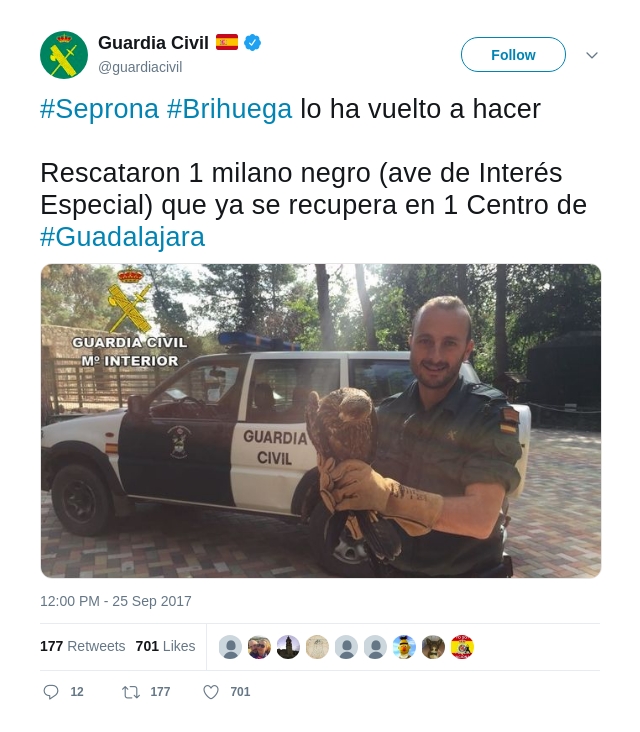 Guardia Civil
@guardiacivil
Follow
#Seprona #Brihuega lo ha vuelto a hacer
Rescataron 1 milano negro (ave de Interés
Especial) que ya se recupera en 1 Centro de
#Guadalajara
GUARDIA CIVIL
Mº INTERIOR
GUARDIA
CIVIL
12:00 PM - 25 Sep 2017
177 Retweets 701 Likes
12 177 701